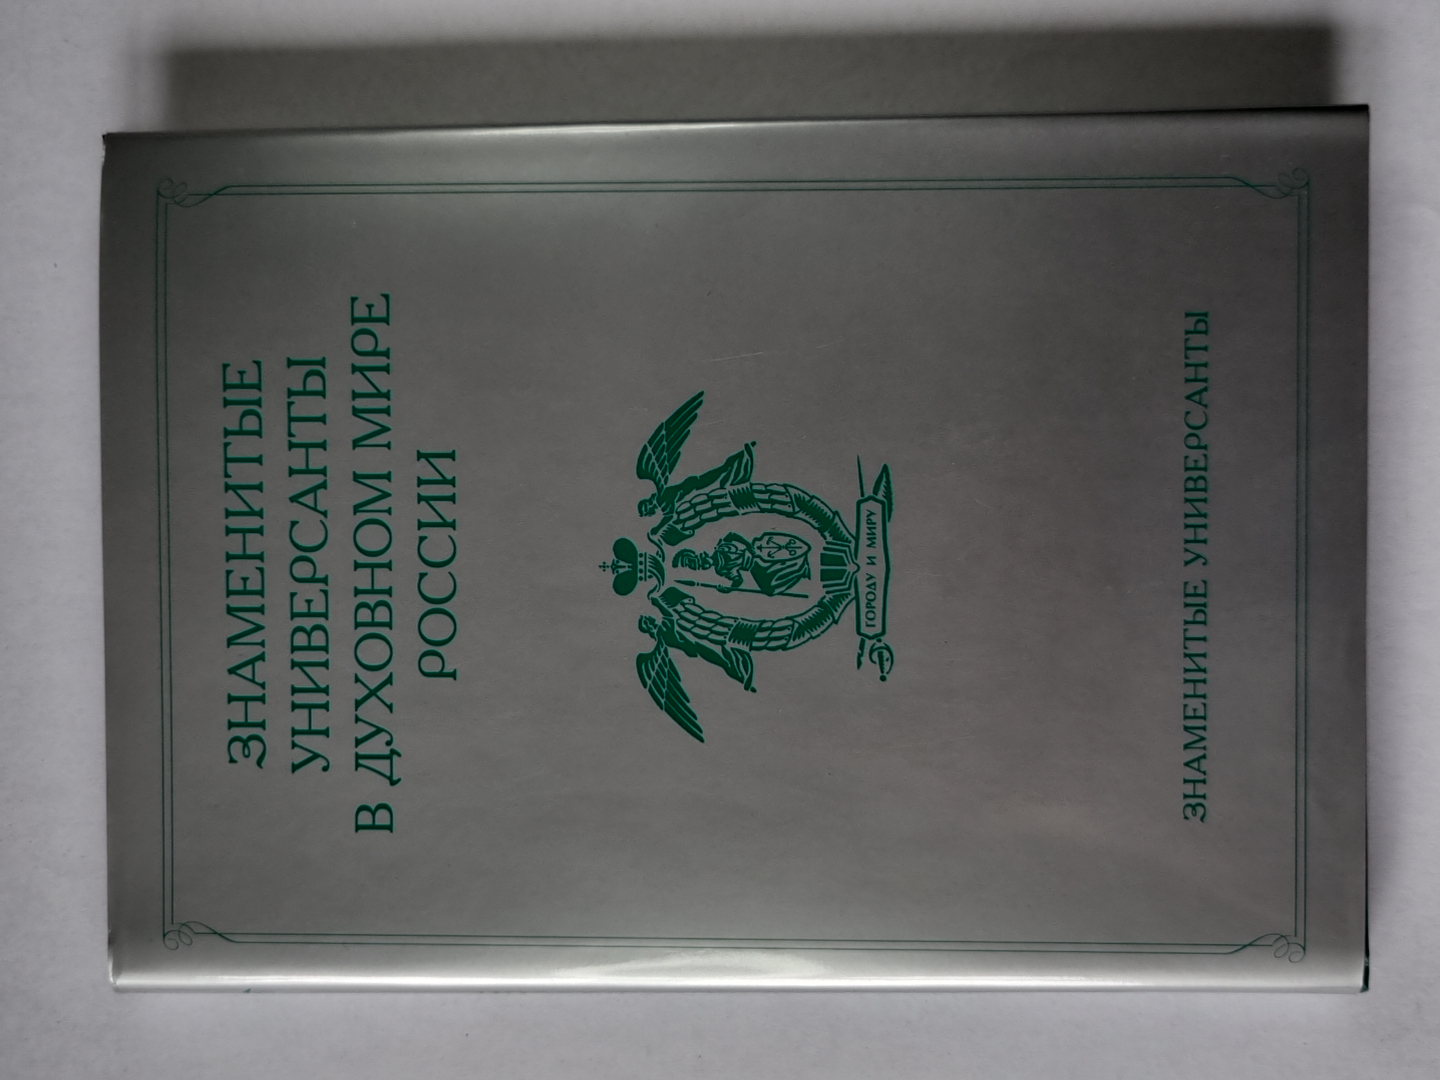 ЗНАМЕНИТЫЕ
УНИВЕРСАНТЫ
В ДУХОВНОМ МИРЕ
РОССИИ
ГОРОДУ И МИРУ
ЗНАМЕНИТЫЕ УНИВЕРСАНТЫ